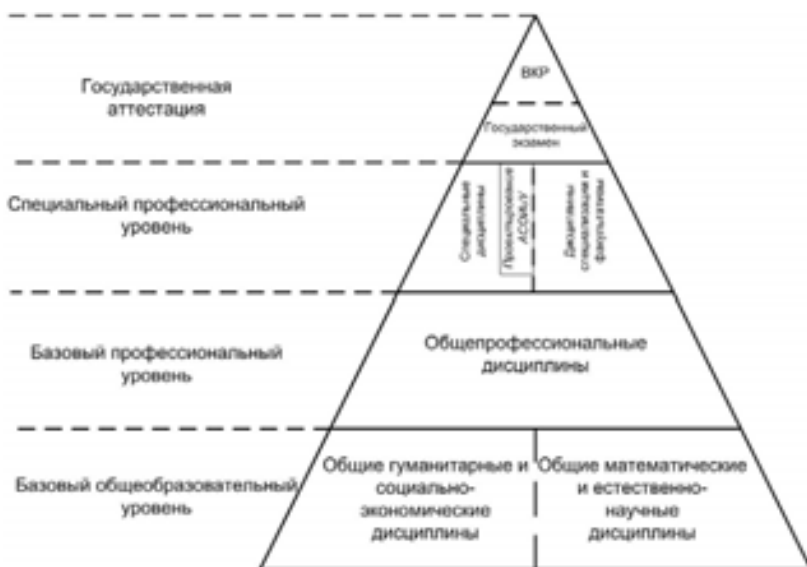 ВКР
Государственная
аттестация
Государственный
экзамен
Специальный профессиональный
уровень
Специальные
дисциплины
Проектирование
АСОИУ
Дисциплины
специализации и
факультативы
Базовый профессиональный
уровень
Общепрофессиональные
дисциплины
Базовый общеобразовательный
уровень
Общие гуманитарные и
социально-
экономические
дисциплины
Общие математические
и естественно-
научные
дисциплины